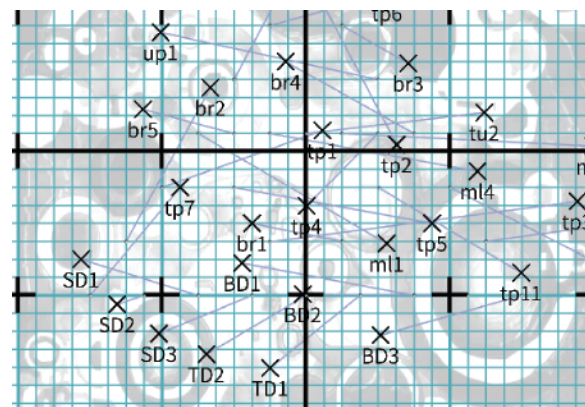 tp6
up1
br4
br3
br2
br5
tu2
tp1
tp2
ml4
tp7
tp4
tp5
br1
ml1
SD1
BD1
tp11
SD2
BD2
SD3
BD3
TD2
TD1